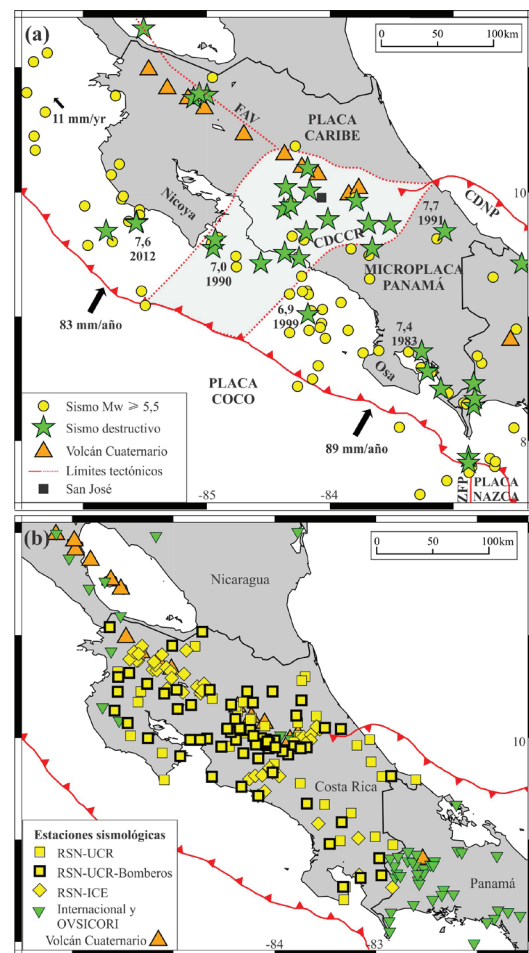 (a)
0 50 100km
11 mm/yr
FAV
PLACA
CARIBE
Nicoya
10
CDNP
7,7
1991
7,6
2012
CDCCR
7,0
1990
MICROPLACA
PANAMÁ
83 mm/año
6,9
1999
7,4
1983
PLACA
COCO
Osa
Sismo Mw ⩾ 5,5
Sismo destructivo
Volcán Cuaternario
Límites tectónicos
San José
89 mm/año
8
-85
-84
ZFP
PLACA
NAZCA
(b)
0 50 100km
Nicaragua
10
Costa Rica
Estaciones sismológicas
RSN-UCR
RSN-UCR-Bomberos
RSN-ICE
Internacional y
OVSICORI
Volcán Cuaternario
Panamá
-84
-83